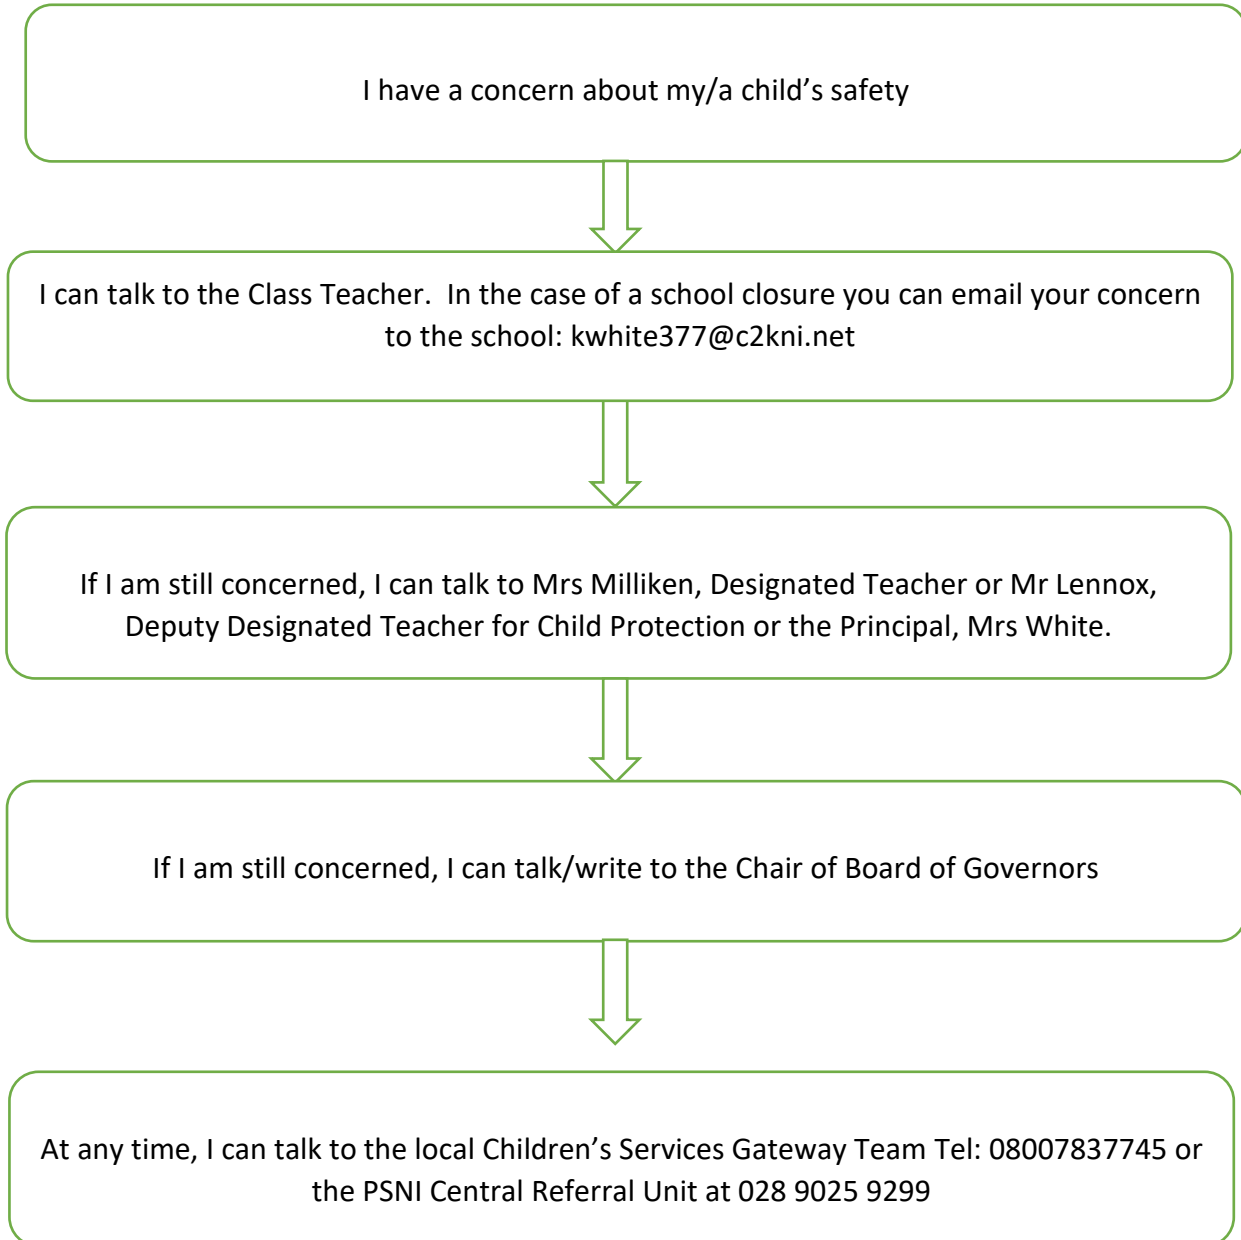 I have a concern about my/a child’s safety
I can talk to the Class Teacher.  In the case of a school closure you can email your concern
to the school: kwhite377@c2kni.net
If I am still concerned, I can talk to Mrs Milliken, Designated Teacher or Mr Lennox,
Deputy Designated Teacher for Child Protection or the Principal, Mrs White.
If I am still concerned, I can talk/write to the Chair of Board of Governors
At any time, I can talk to the local Children’s Services Gateway Team Tel: 08007837745 or
the PSNI Central Referral Unit at 028 9025 9299